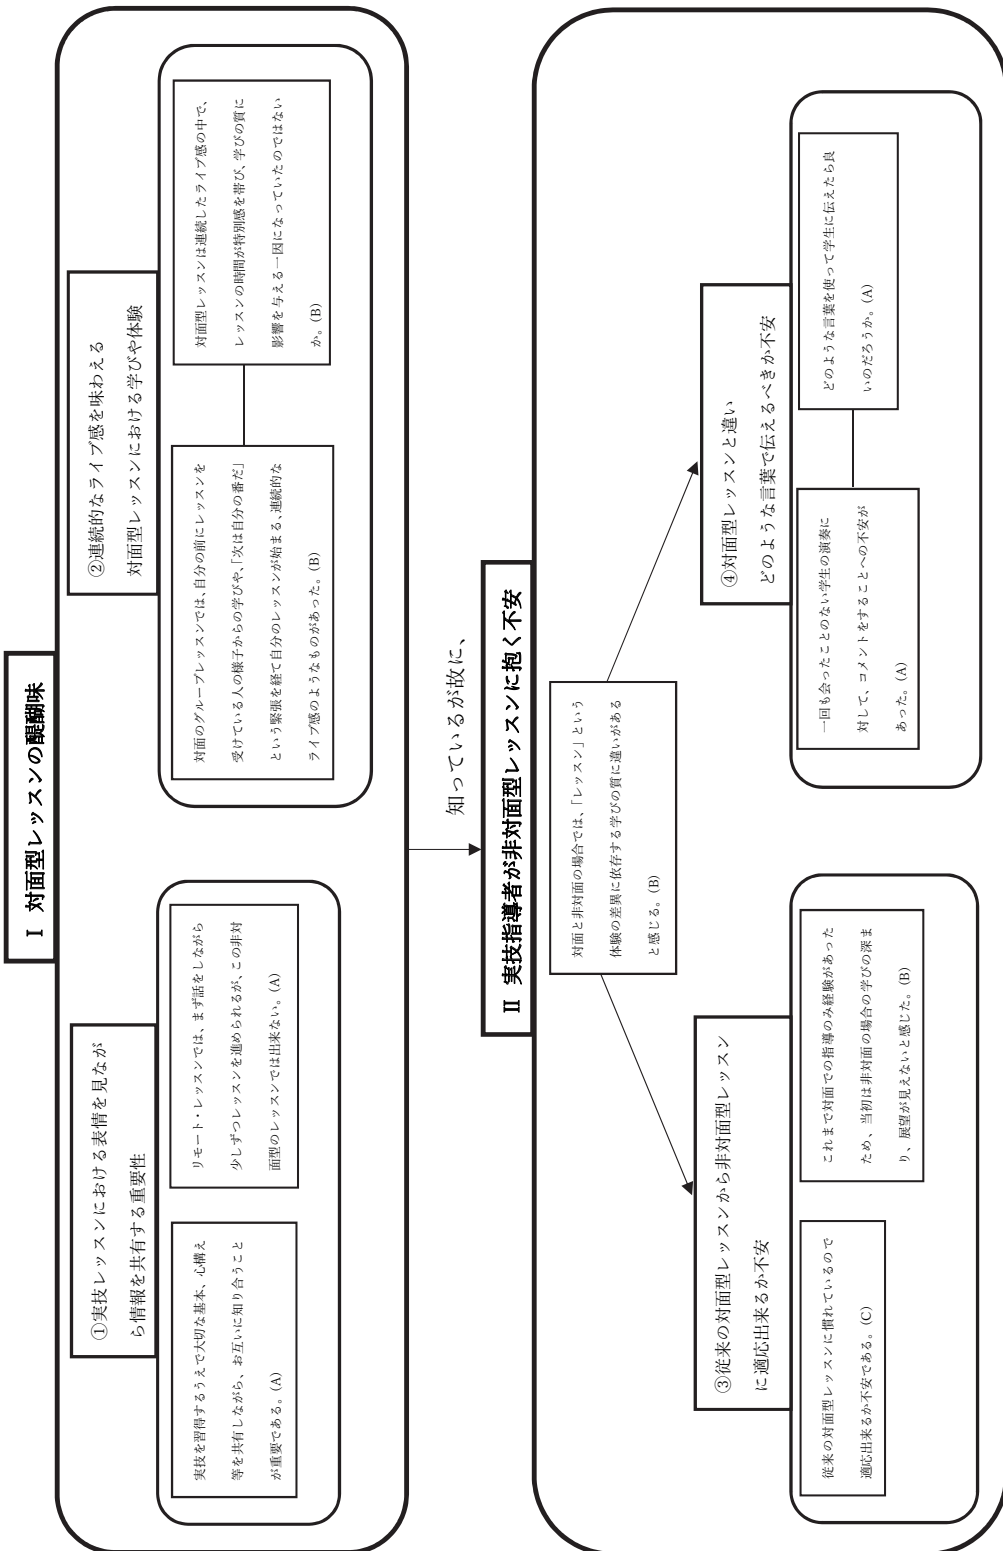 Ⅰ 対面型レッスンの醍醐味
①実技レッスンにおける表情を見なが
ら情報を共有する重要性
実技を習得するうえで大切な基本、心構え
等を共有しながら、お互いに知り合うこと
が重要である。(A)
リモート・レッスンでは、まず話をしながら
少しずつレッスンを進められるが、この非対
面型のレッスンでは出来ない。(A)
②連続的なライブ感を味わえる
対面型レッスンにおける学びや体験
対面のグループレッスンでは、自分の前にレッスンを
受けている人の様子からの学びや、「次は自分の番だ」
という緊張を経て自分のレッスンが始まる、連続的な
ライブ感のようなものがあった。(B)
対面型レッスンは連続したライブ感の中で、
レッスンの時間が特別感を帯び、学びの質に
影響を与える一因になっていたのではない
か。(B)
知っているが故に、
Ⅱ 実技指導者が非対面型レッスンに抱く不安
対面と非対面の場合では、「レッスン」という
体験の差異に依存する学びの質に違いがある
と感じる。(B)
③従来の対面型レッスンから非対面型レッスン
に適応出来るか不安
従来の対面型レッスンに慣れているので
適応出来るか不安である。(C)
これまで対面での指導のみ経験があった
ため、当初は非対面の場合の学びの深ま
り、展望が見えないと感じた。(B)
④対面型レッスンと違い
どのような言葉で伝えるべきか不安
一回も会ったことのない学生の演奏に
対して、コメントをすることへの不安が
あった。(A)
どのような言葉を使って学生に伝えたら良
いのだろうか。(A)